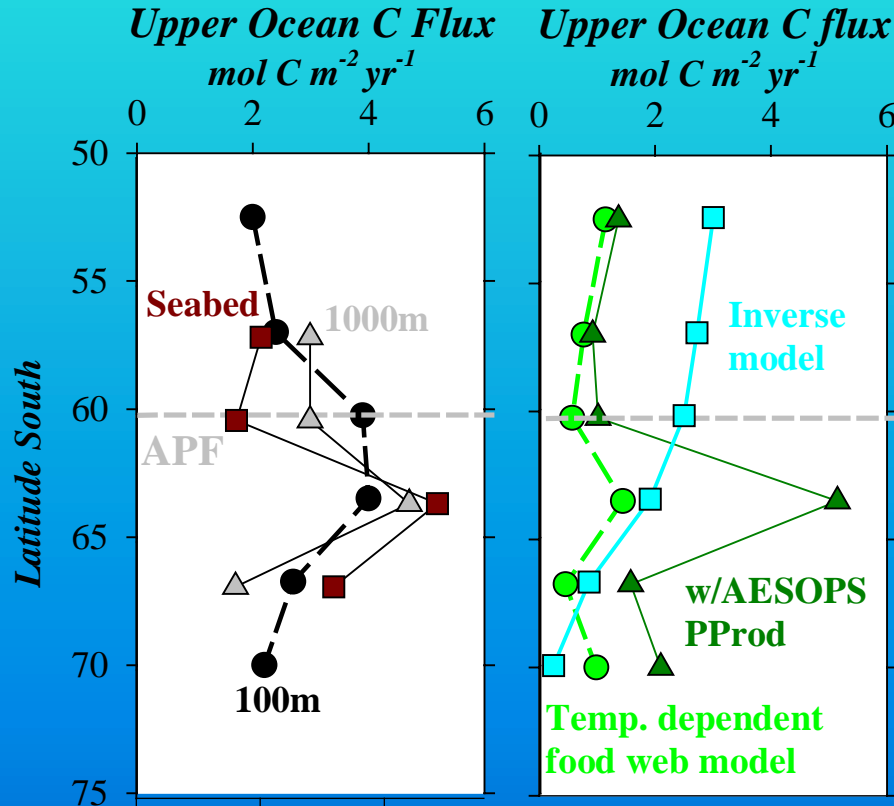 Upper Ocean C Flux
mol C m-2 yr-1
0 2 4 6
Upper Ocean C flux
mol C m-2 yr-1
0 2 4 6
Latitude South
50
55
60
65
70
75
Seabed
1000m
APF
100m
Inverse
model
w/AESOPS
PProd
Temp. dependent
food web model